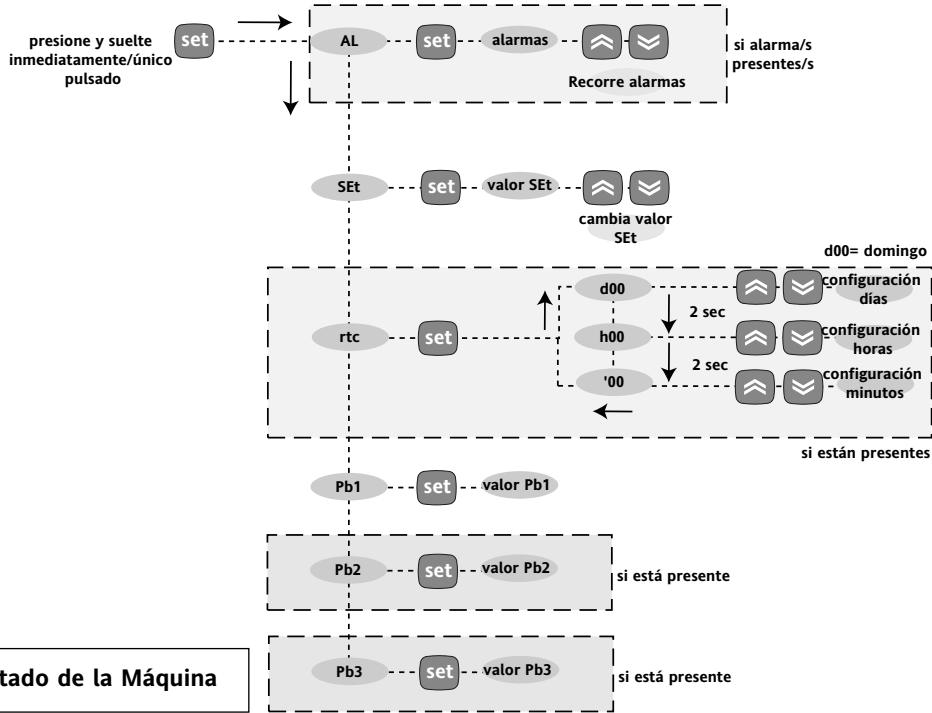 presione y suelte
inmediatamente/único
pulsado
set
AL
set
alarmas
Recorre alarmas
si alarma/s
presentes/s
SEt
set
valor SEt
cambia valor
SEt
d00= domingo
d00
configuración
días
2 sec
rtc
set
h00
configuración
horas
2 sec
'00
configuración
minutos
si están presentes
Pb1
set
valor Pb1
Pb2
set
valor Pb2
si está presente
Pb3
set
valor Pb3
si está presente
tado de la Máquina